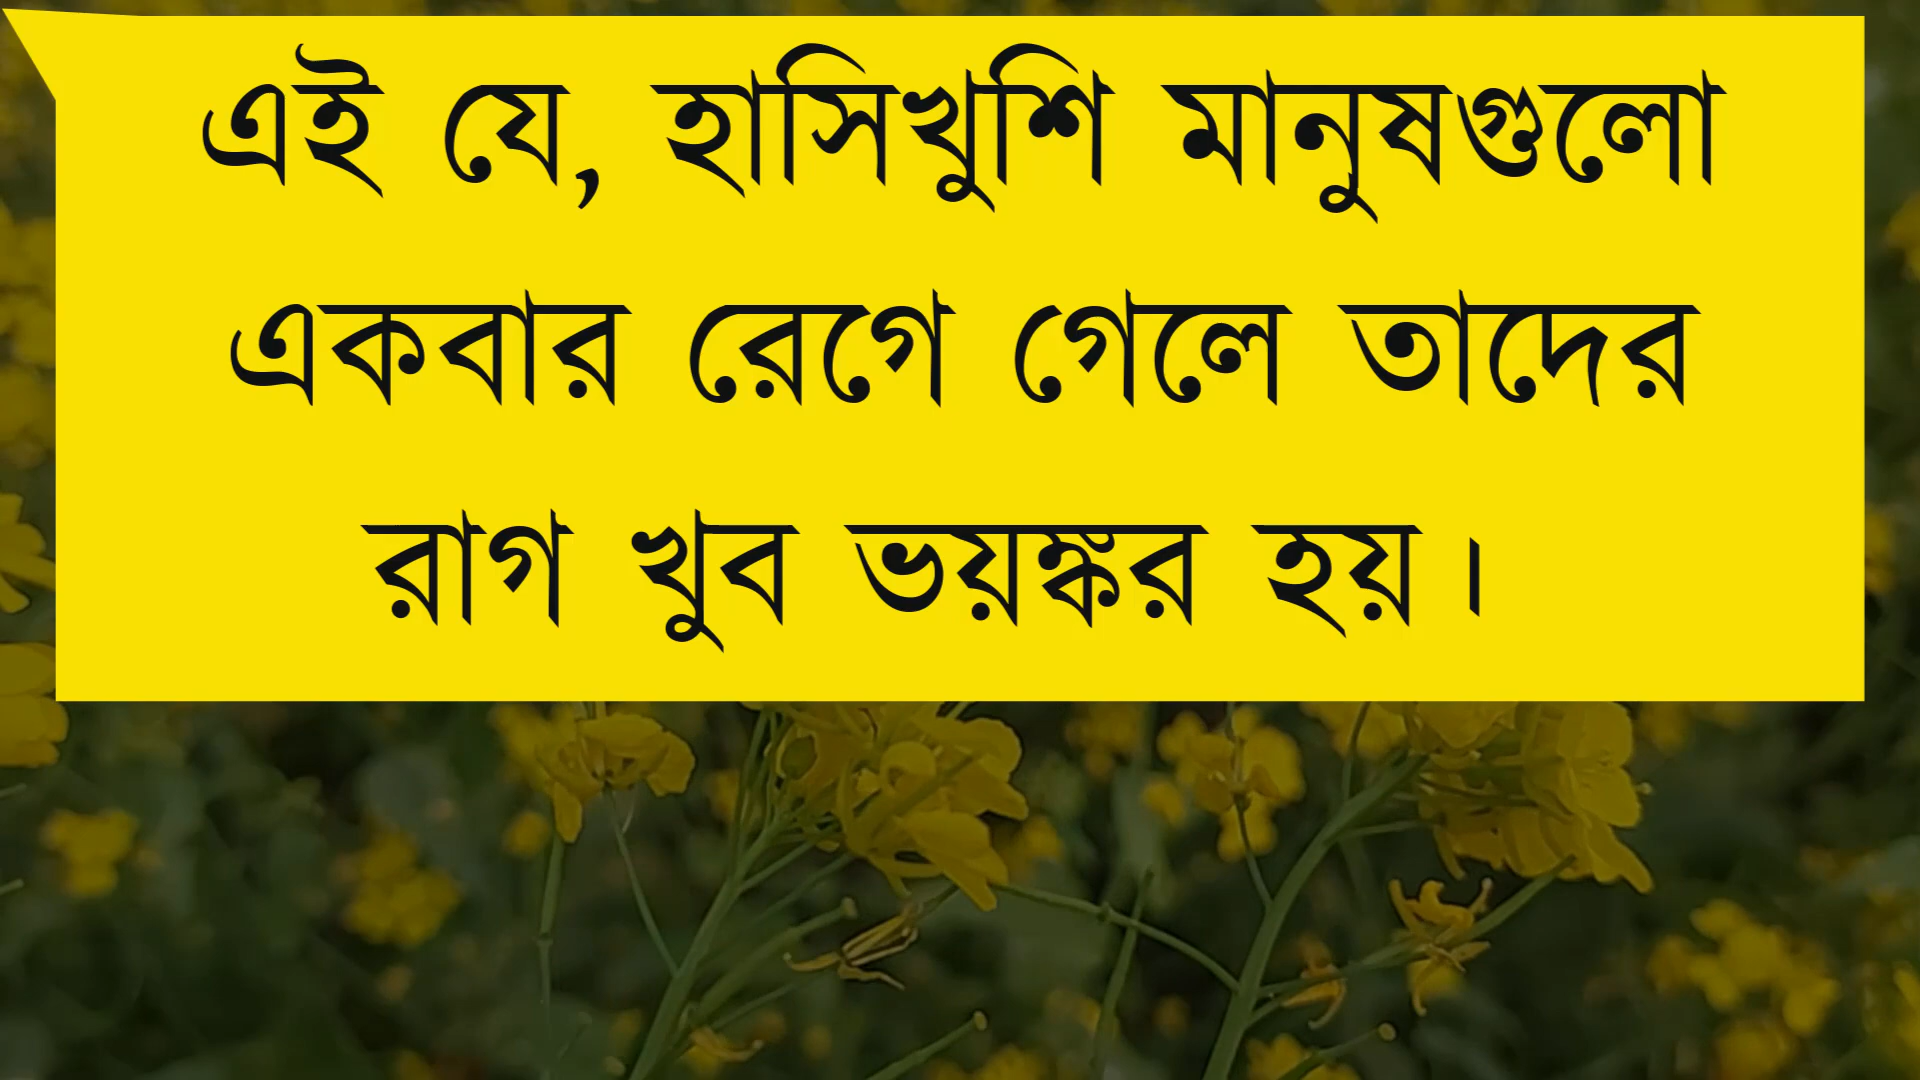 এই যে, হাসিখুশি মানুষগুলো
একবার রেগে গেলে তাদের
রাগ খুব ভয়ঙ্কর হয়।